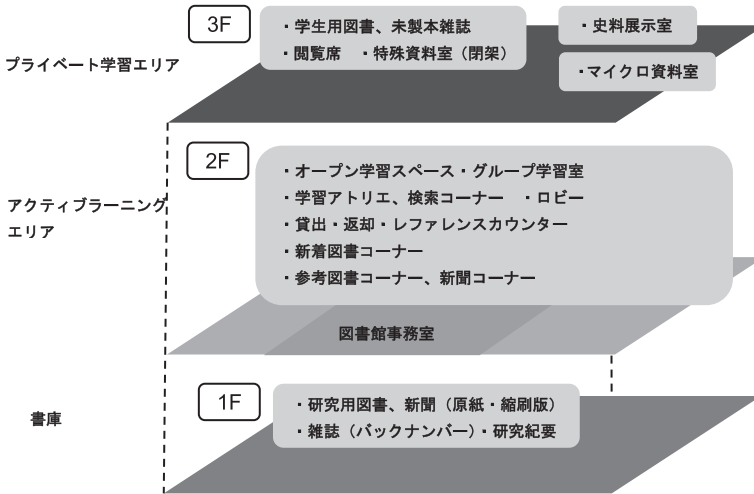 3F
・学生用図書、未製本雑誌
・閲覧席　・特殊資料室（閉架）
・史料展示室
・マイクロ資料室
プライベート学習エリア
2F
・オープン学習スペース・グループ学習室
・学習アトリエ、検索コーナー　・ロビー
・貸出・返却・レファレンスカウンター
・新着図書コーナー
・参考図書コーナー、新聞コーナー
アクティブラーニング
エリア
図書館事務室
1F
・研究用図書、新聞（原紙・縮刷版）
・雑誌（バックナンバー）・研究紀要
書庫